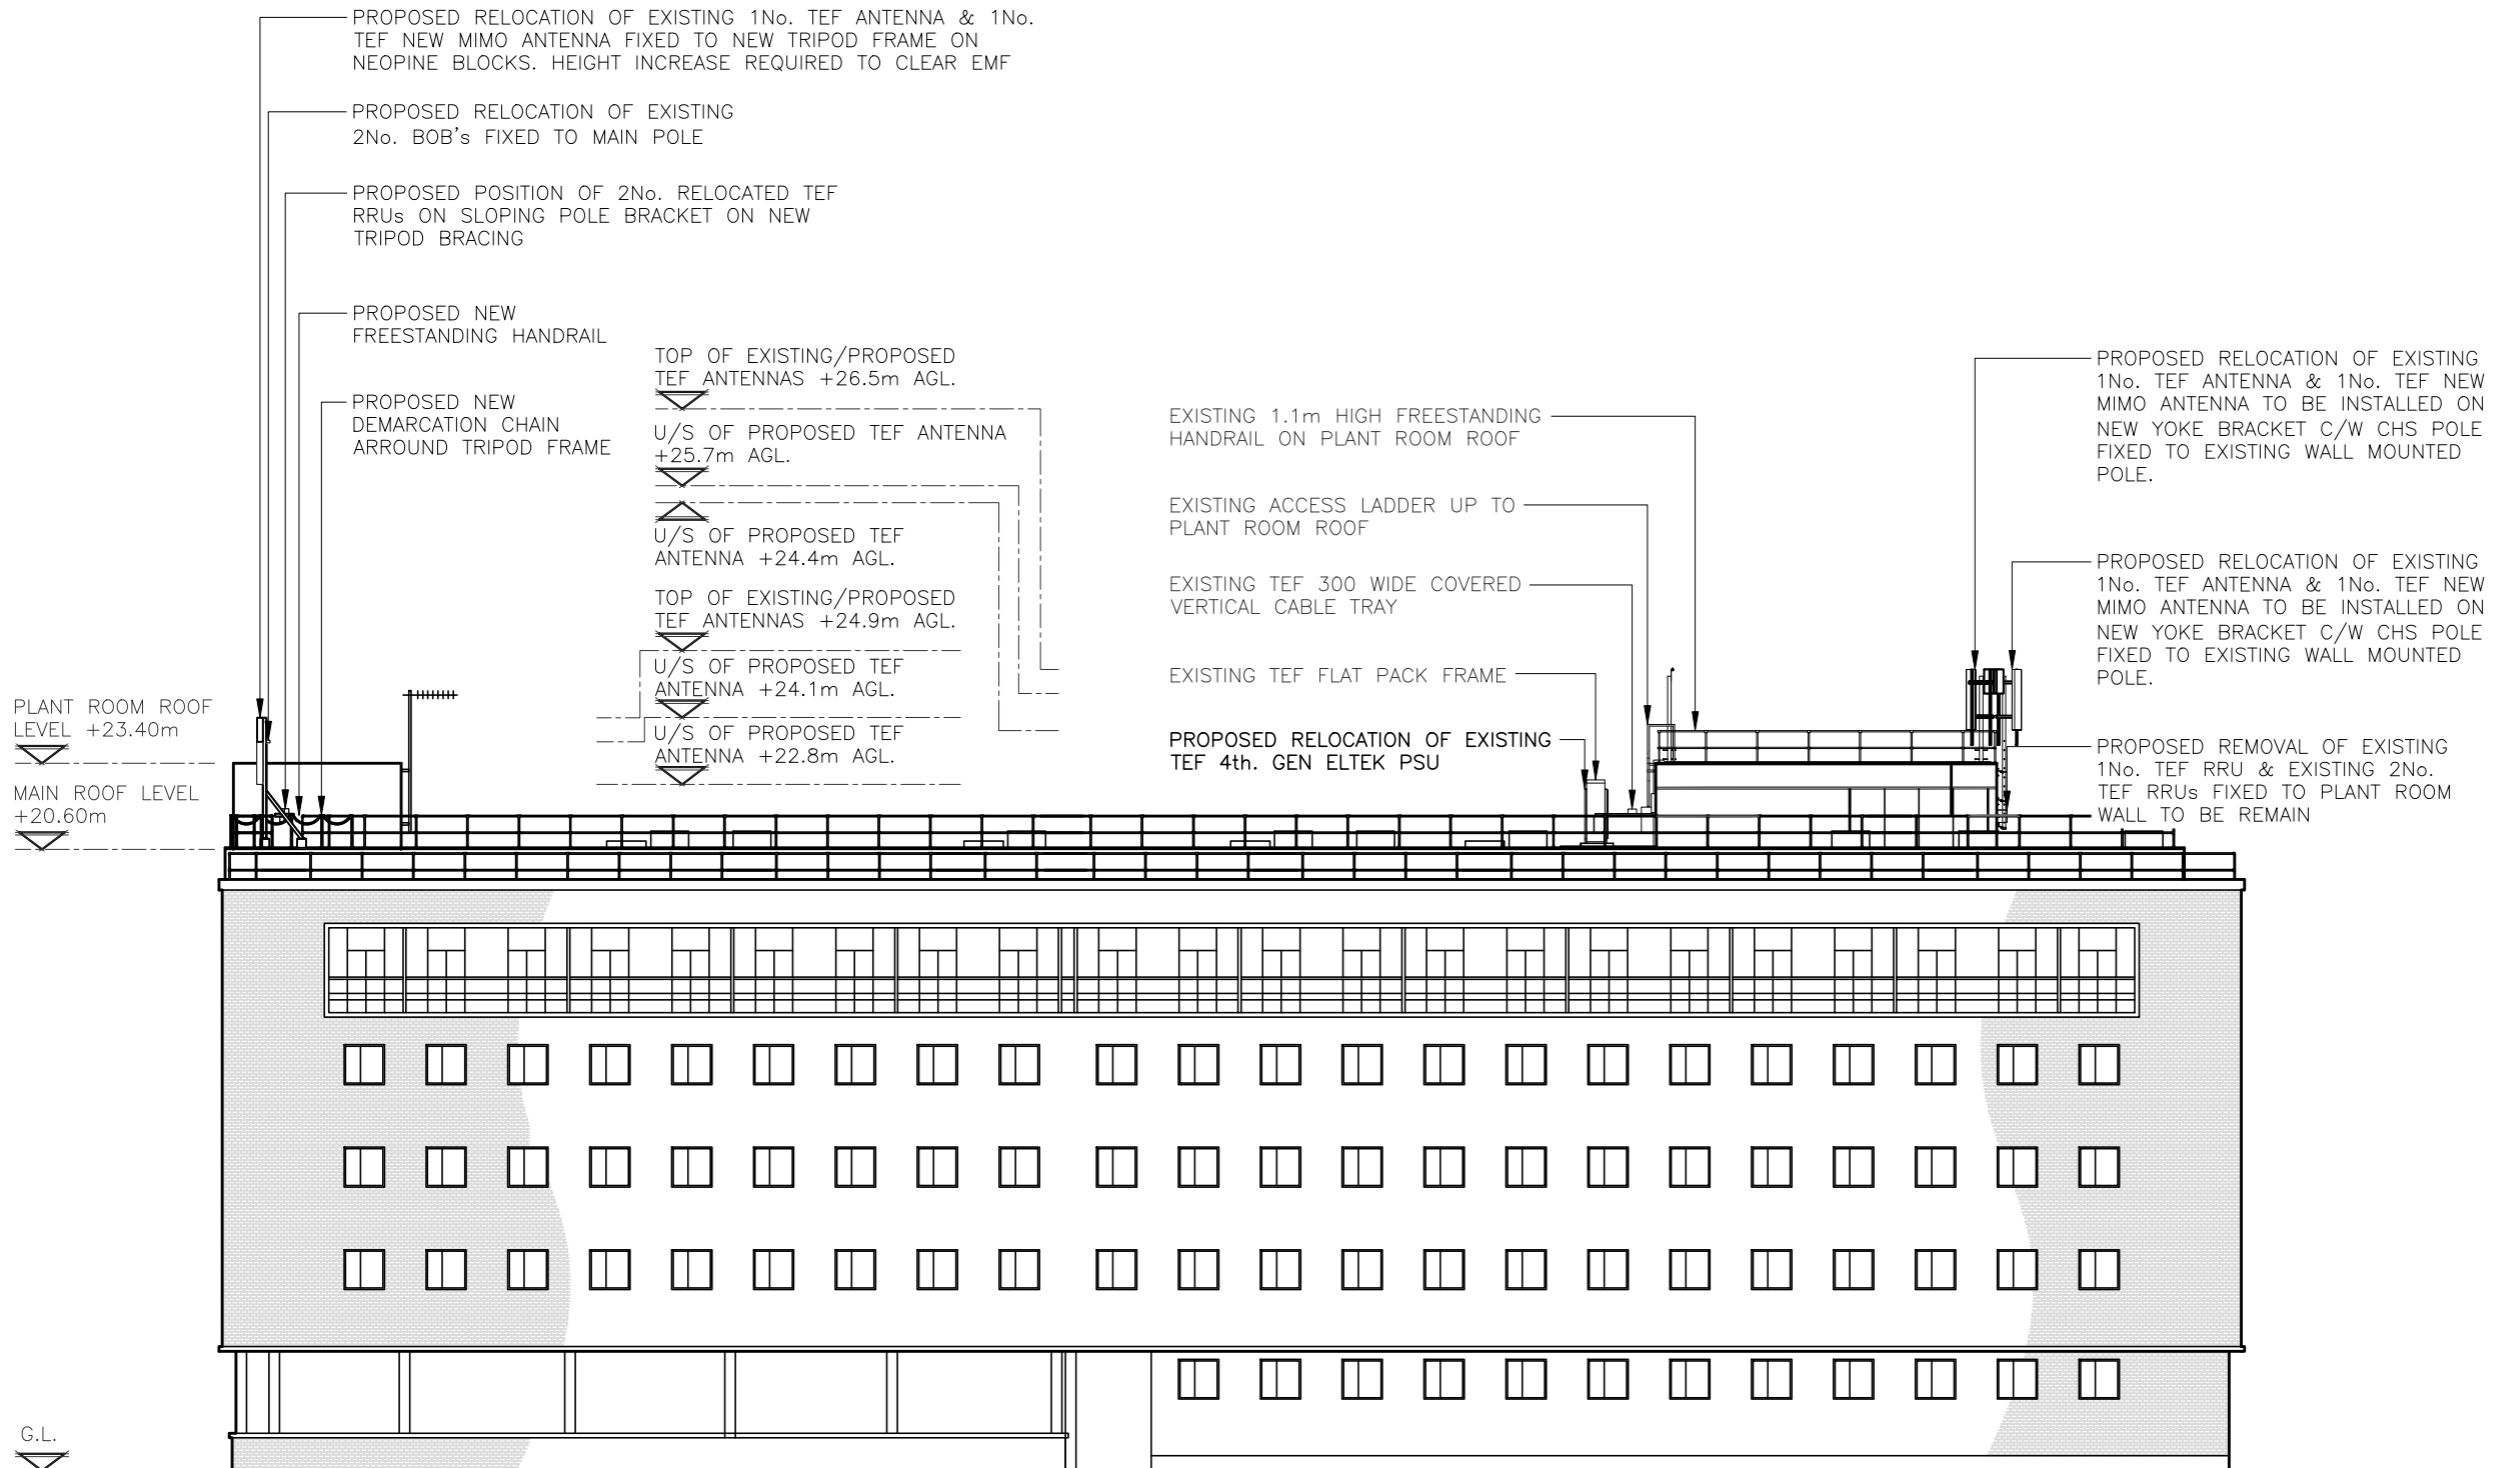 PROPOSED RELOCATION OF EXISTING 1No. TEF ANTENNA & 1No.
TEF NEW MIMO ANTENNA FIXED TO NEW TRIPOD FRAME ON
NEOPINE BLOCKS. HEIGHT INCREASE REQUIRED TO CLEAR EMF
PROPOSED RELOCATION OF EXISTING
2No. BOB's FIXED TO MAIN POLE
PROPOSED POSITION OF 2No. RELOCATED TEF
RRUs ON SLOPING POLE BRACKET ON NEW
TRIPOD BRACING
PROPOSED NEW
FREESTANDING HANDRAIL
PROPOSED NEW
DEMARCATION CHAIN
ARROUND TRIPOD FRAME
PLANT ROOM ROOF
LEVEL +23.40m
MAIN ROOF LEVEL
+20.60m
G.L.
TOP OF EXISTING/PROPOSED
TEF ANTENNAS +26.5m AGL.
U/S OF PROPOSED TEF ANTENNA
+25.7m AGL.
U/S OF PROPOSED TEF
ANTENNA +24.4m AGL.
TOP OF EXISTING/PROPOSED
TEF ANTENNAS +24.9m AGL.
U/S OF PROPOSED TEF
ANTENNA +24.1m AGL.
U/S OF PROPOSED TEF
ANTENNA +22.8m AGL.
EXISTING 1.1m HIGH FREESTANDING
HANDRAIL ON PLANT ROOM ROOF
EXISTING ACCESS LADDER UP TO
PLANT ROOM ROOF
EXISTING TEF 300 WIDE COVERED
VERTICAL CABLE TRAY
EXISTING TEF FLAT PACK FRAME
PROPOSED RELOCATION OF EXISTING
TEF 4th. GEN ELTEK PSU
PROPOSED RELOCATION OF EXISTING
1No. TEF ANTENNA & 1No. TEF NEW
MIMO ANTENNA TO BE INSTALLED ON
NEW YOKE BRACKET C/W CHS POLE
FIXED TO EXISTING WALL MOUNTED
POLE.
PROPOSED RELOCATION OF EXISTING
1No. TEF ANTENNA & 1No. TEF NEW
MIMO ANTENNA TO BE INSTALLED ON
NEW YOKE BRACKET C/W CHS POLE
FIXED TO EXISTING WALL MOUNTED
POLE.
PROPOSED REMOVAL OF EXISTING
1No. TEF RRU & EXISTING 2No.
TEF RRUs FIXED TO PLANT ROOM
WALL TO BE REMAIN